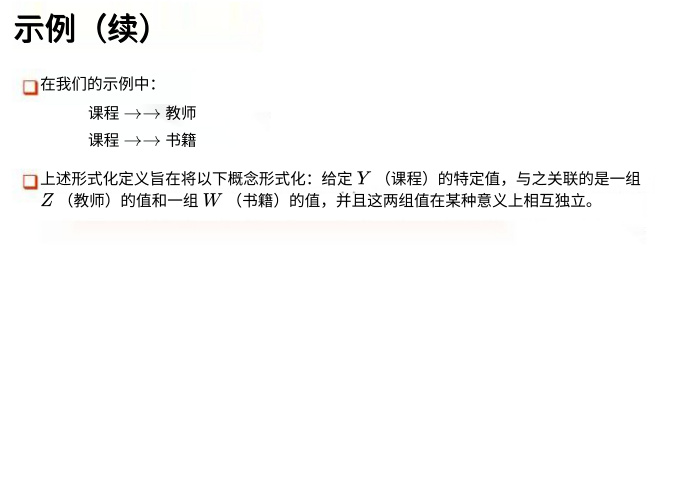 示例（续）
在我们的示例中：
课程 →→ 教师
课程 →→ 书籍
上述形式化定义旨在将以下概念形式化：给定 Y （课程）的特定值，与之关联的是一组
Z （教师）的值和一组 W （书籍）的值，并且这两组值在某种意义上相互独立。